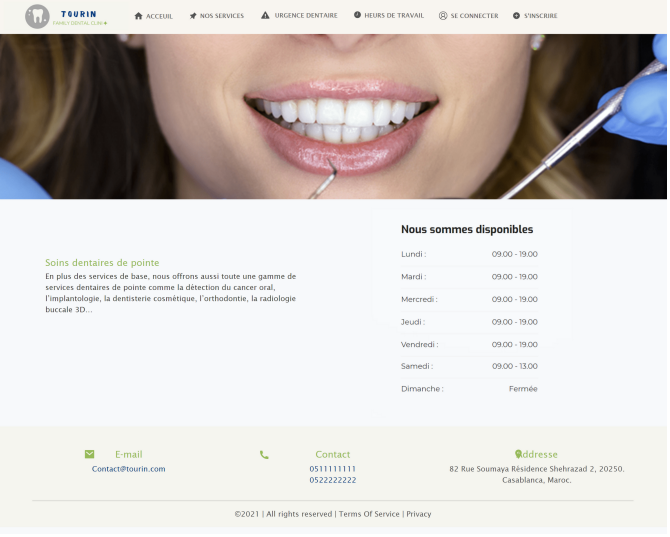 TOURIN
FAMILY DENTAL CLINI
ACCEUIL
NOS SERVICES
URGENCE DENTAIRE
HEURS DE TRAVAIL
SE CONNECTER
S'INSCRIRE
Nous sommes disponibles
Lundi : 09.00 - 19.00
Mardi : 09.00 - 19.00
Mercredi : 09.00 - 19.00
Jeudi : 09.00 - 19.00
Vendredi : 09.00 - 19.00
Samedi : 09.00 - 13.00
Dimanche : Fermée
Soins dentaires de pointe
En plus des services de base, nous offrons aussi toute une gamme de
services dentaires de pointe comme la détection du cancer oral,
l'implantologie, la dentisterie cosmétique, l'orthodontie, la radiologie
buccale 3D...
E-mail
Contact@tourin.com
Contact
0511111111
0522222222
Addresse
82 Rue Soumaya Résidence Shehrazad 2, 20250.
Casablanca, Maroc.
©2021 | All rights reserved | Terms Of Service | Privacy